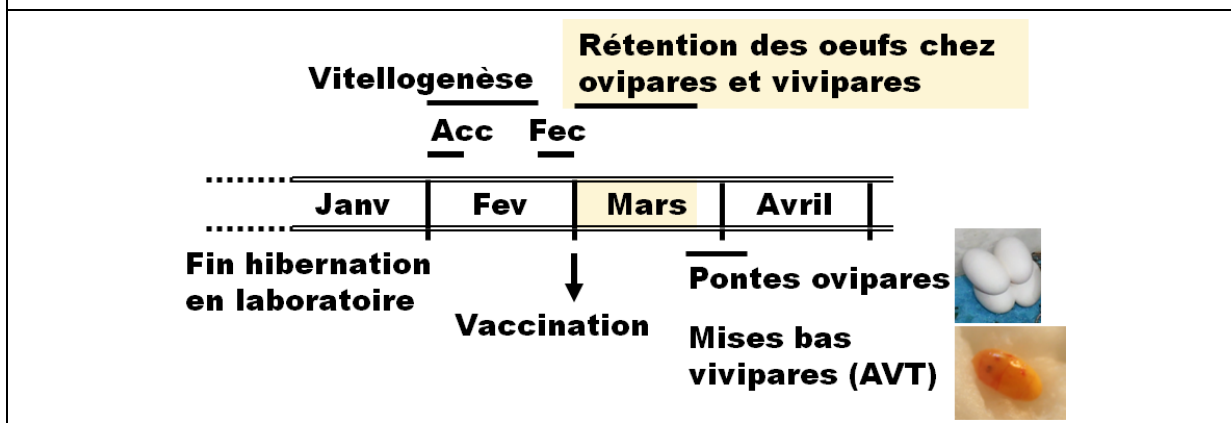 Rétention des oeufs chez
ovipares et vivipares
Vitellogenèse
Acc
Fec
Janv
Fev
Mars
Avril
Fin hibernation
en laboratoire
Vaccination
Pontes ovipares
Mises bas
vivipares (AVT)